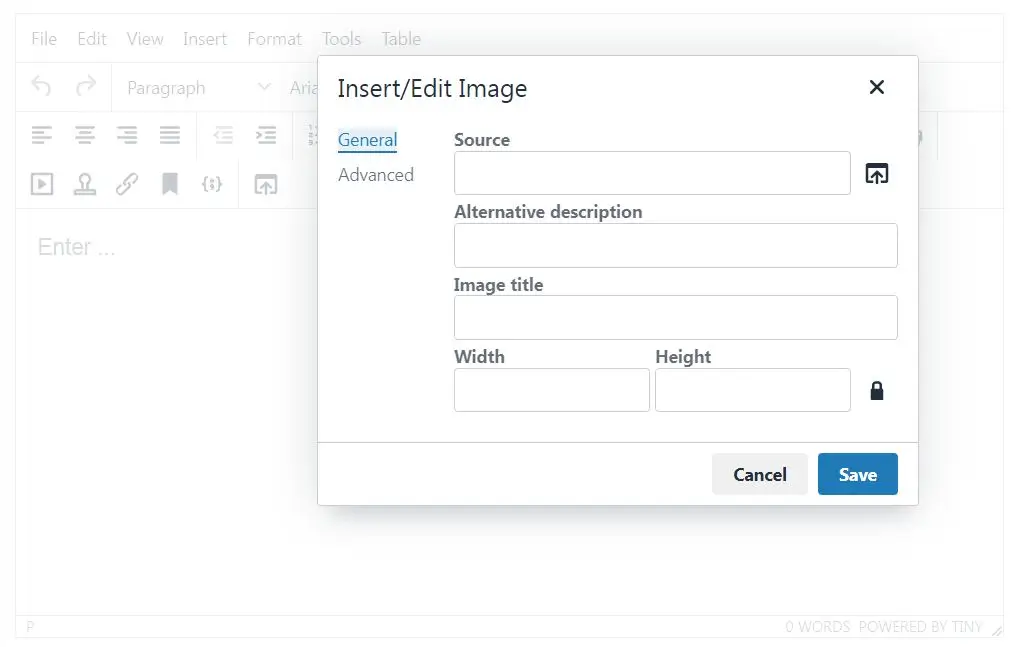 File Edit View Insert Format Tools Table
Paragraph Aria
Insert/Edit Image
General
Advanced
Source
Alternative description
Image title
Width Height
Cancel Save
Enter ...
P 0 WORDS POWERED BY TINY